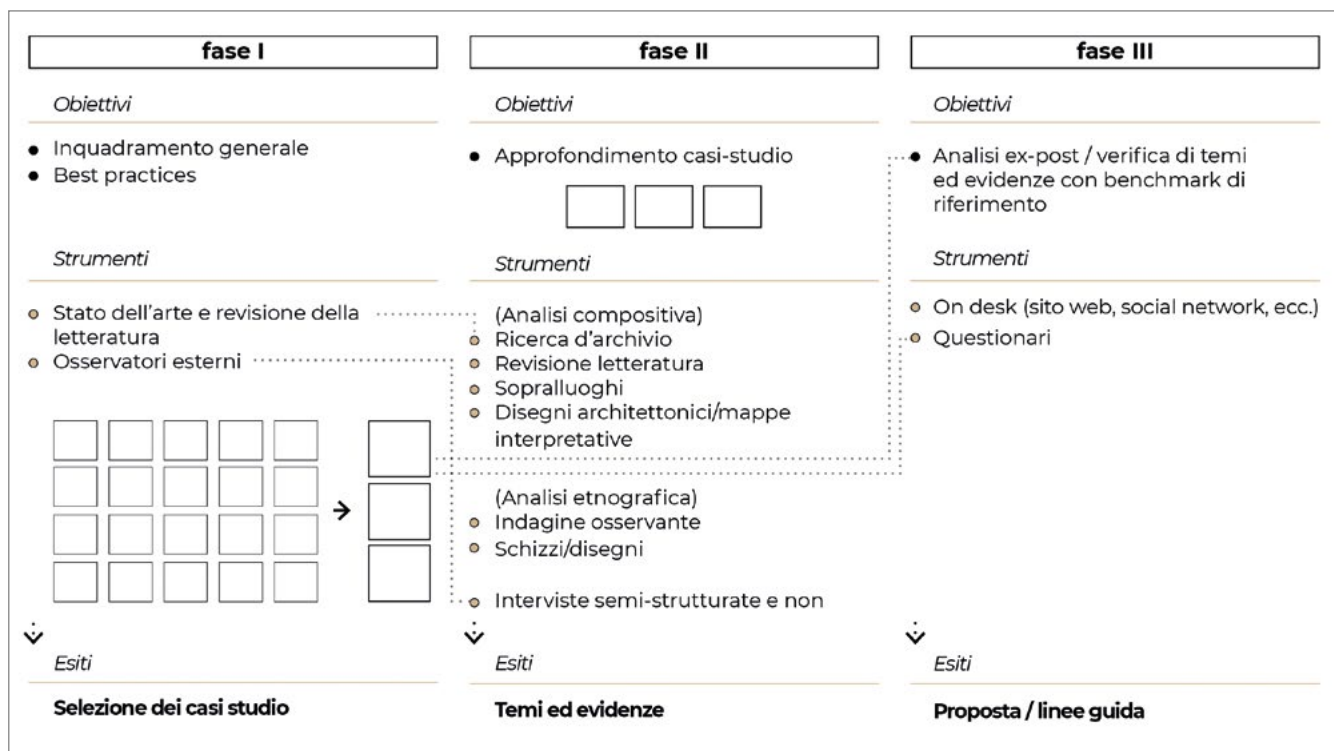 fase I
Obiettivi
Inquadramento generale
Best practices
Strumenti
Stato dell'arte e revisione della
letteratura
Osservatori esterni
Esiti
Selezione dei casi studio
fase II
Obiettivi
Approfondimento casi-studio
Strumenti
(Analisi compositiva)
Ricerca d'archivio
Revisione letteratura
Sopralluoghi
Disegni architettonici/mappe
interpretative
(Analisi etnografica)
Indagine osservante
Schizzi/disegni
Interviste semi-strutturate e non
Esiti
Temi ed evidenze
fase III
Obiettivi
Analisi ex-post / verifica di temi
ed evidenze con benchmark di
riferimento
Strumenti
On desk (sito web, social network, ecc.)
Questionari
Esiti
Proposta / linee guida